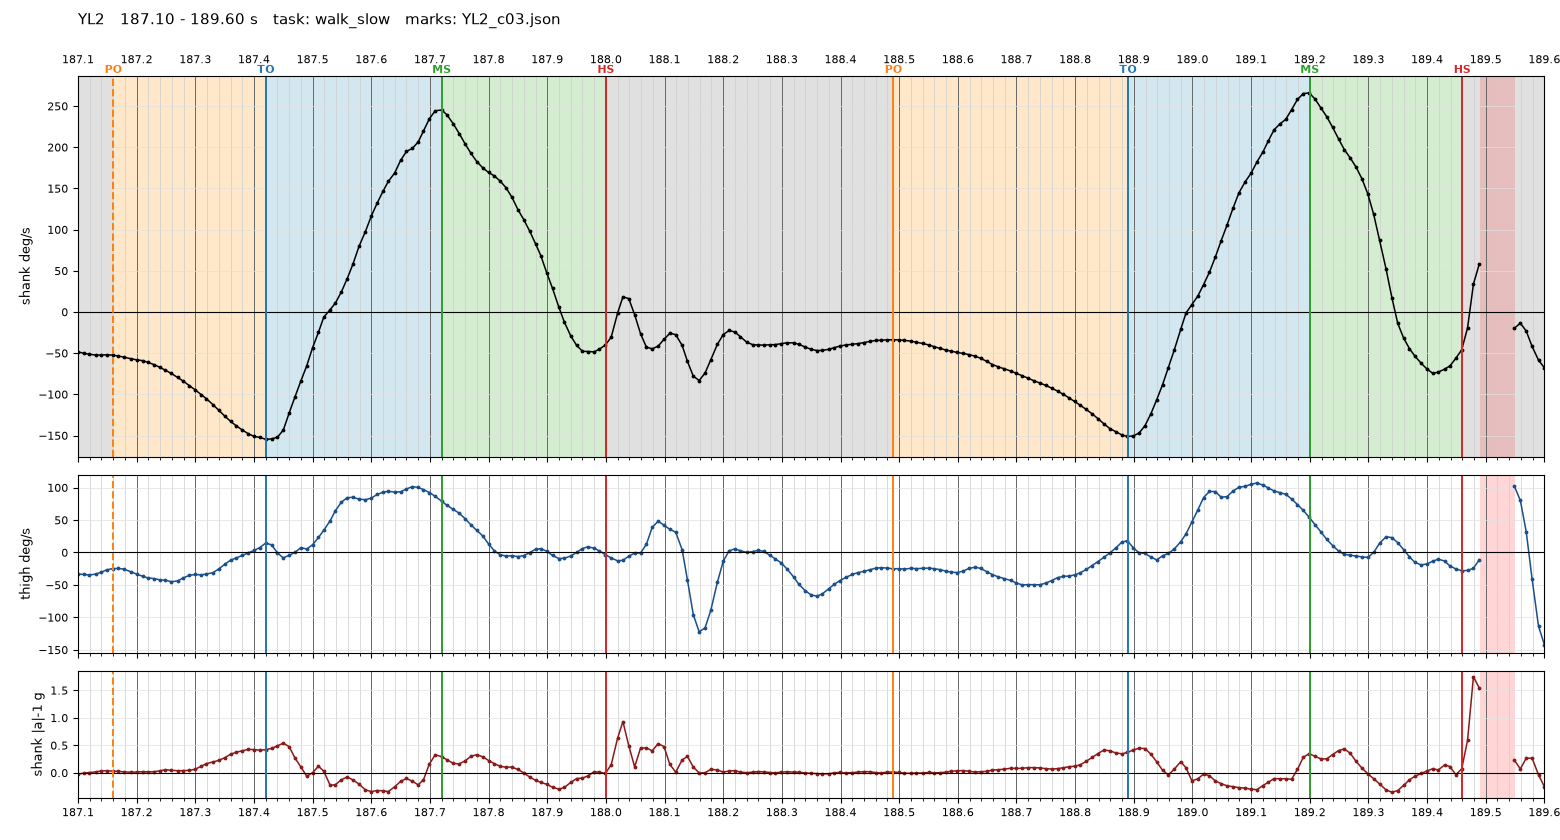 YL2 187.10 - 189.60 s task: walk_slow marks: YL2_c03.json
187.1 187.2 187.3 187.4 187.5 187.6 187.7 187.8 187.9 188.0 188.1 188.2 188.3 188.4 188.5 188.6 188.7 188.8 188.9 189.0 189.1 189.2 189.3 189.4 189.5 189.6
PO TO MS HS PO TO MS HS
250
200
150
100
50
0
−50
−100
−150
shank deg/s
100
50
0
−50
−100
−150
thigh deg/s
1.5
1.0
0.5
0.0
shank |a|-1 g
187.1 187.2 187.3 187.4 187.5 187.6 187.7 187.8 187.9 188.0 188.1 188.2 188.3 188.4 188.5 188.6 188.7 188.8 188.9 189.0 189.1 189.2 189.3 189.4 189.5 189.6